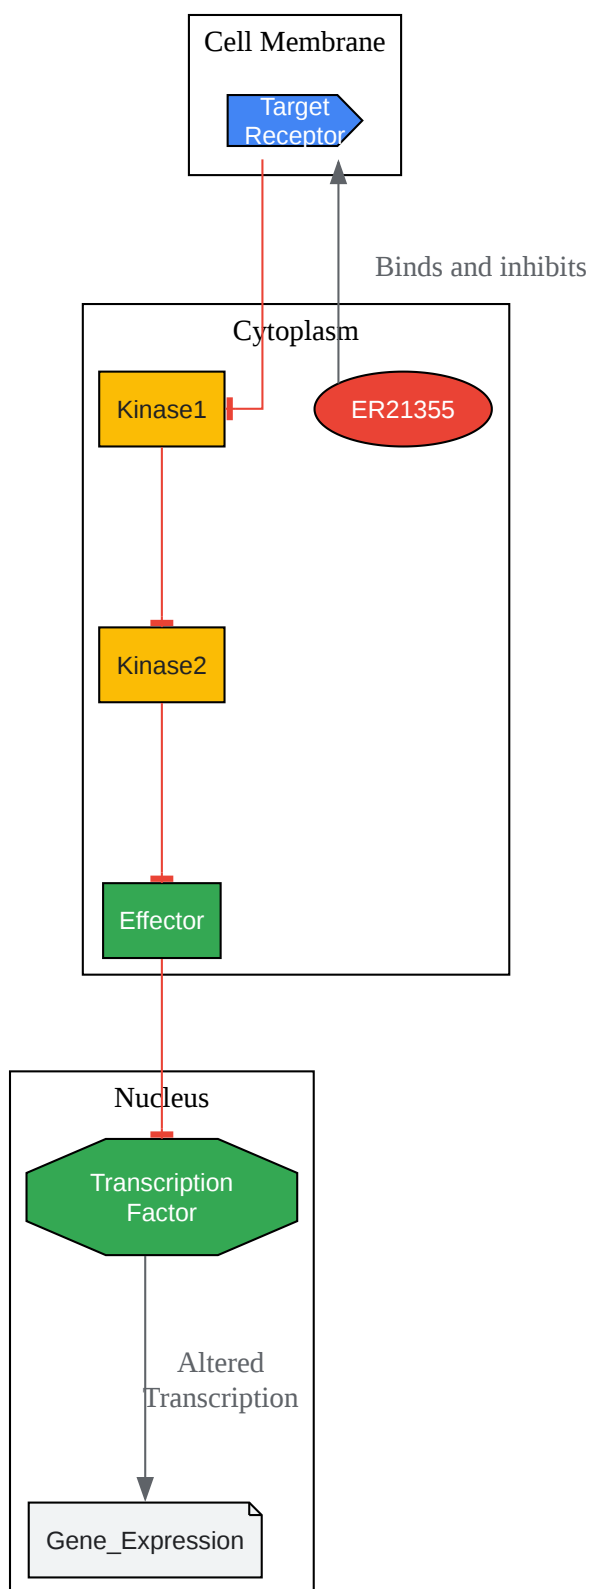 Cell Membrane
Target
Receptor
Binds and inhibits
Cytoplasm
Kinase1
ER21355
Kinase2
Effector
Nucleus
Transcription
Factor
Altered
Transcription
Gene_Expression